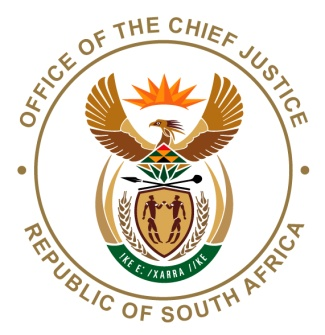 OFFICE OF THE CHIEF JUSTICE
!KE E: /XARRA //KE
REPUBLIC OF SOUTH AFRICA